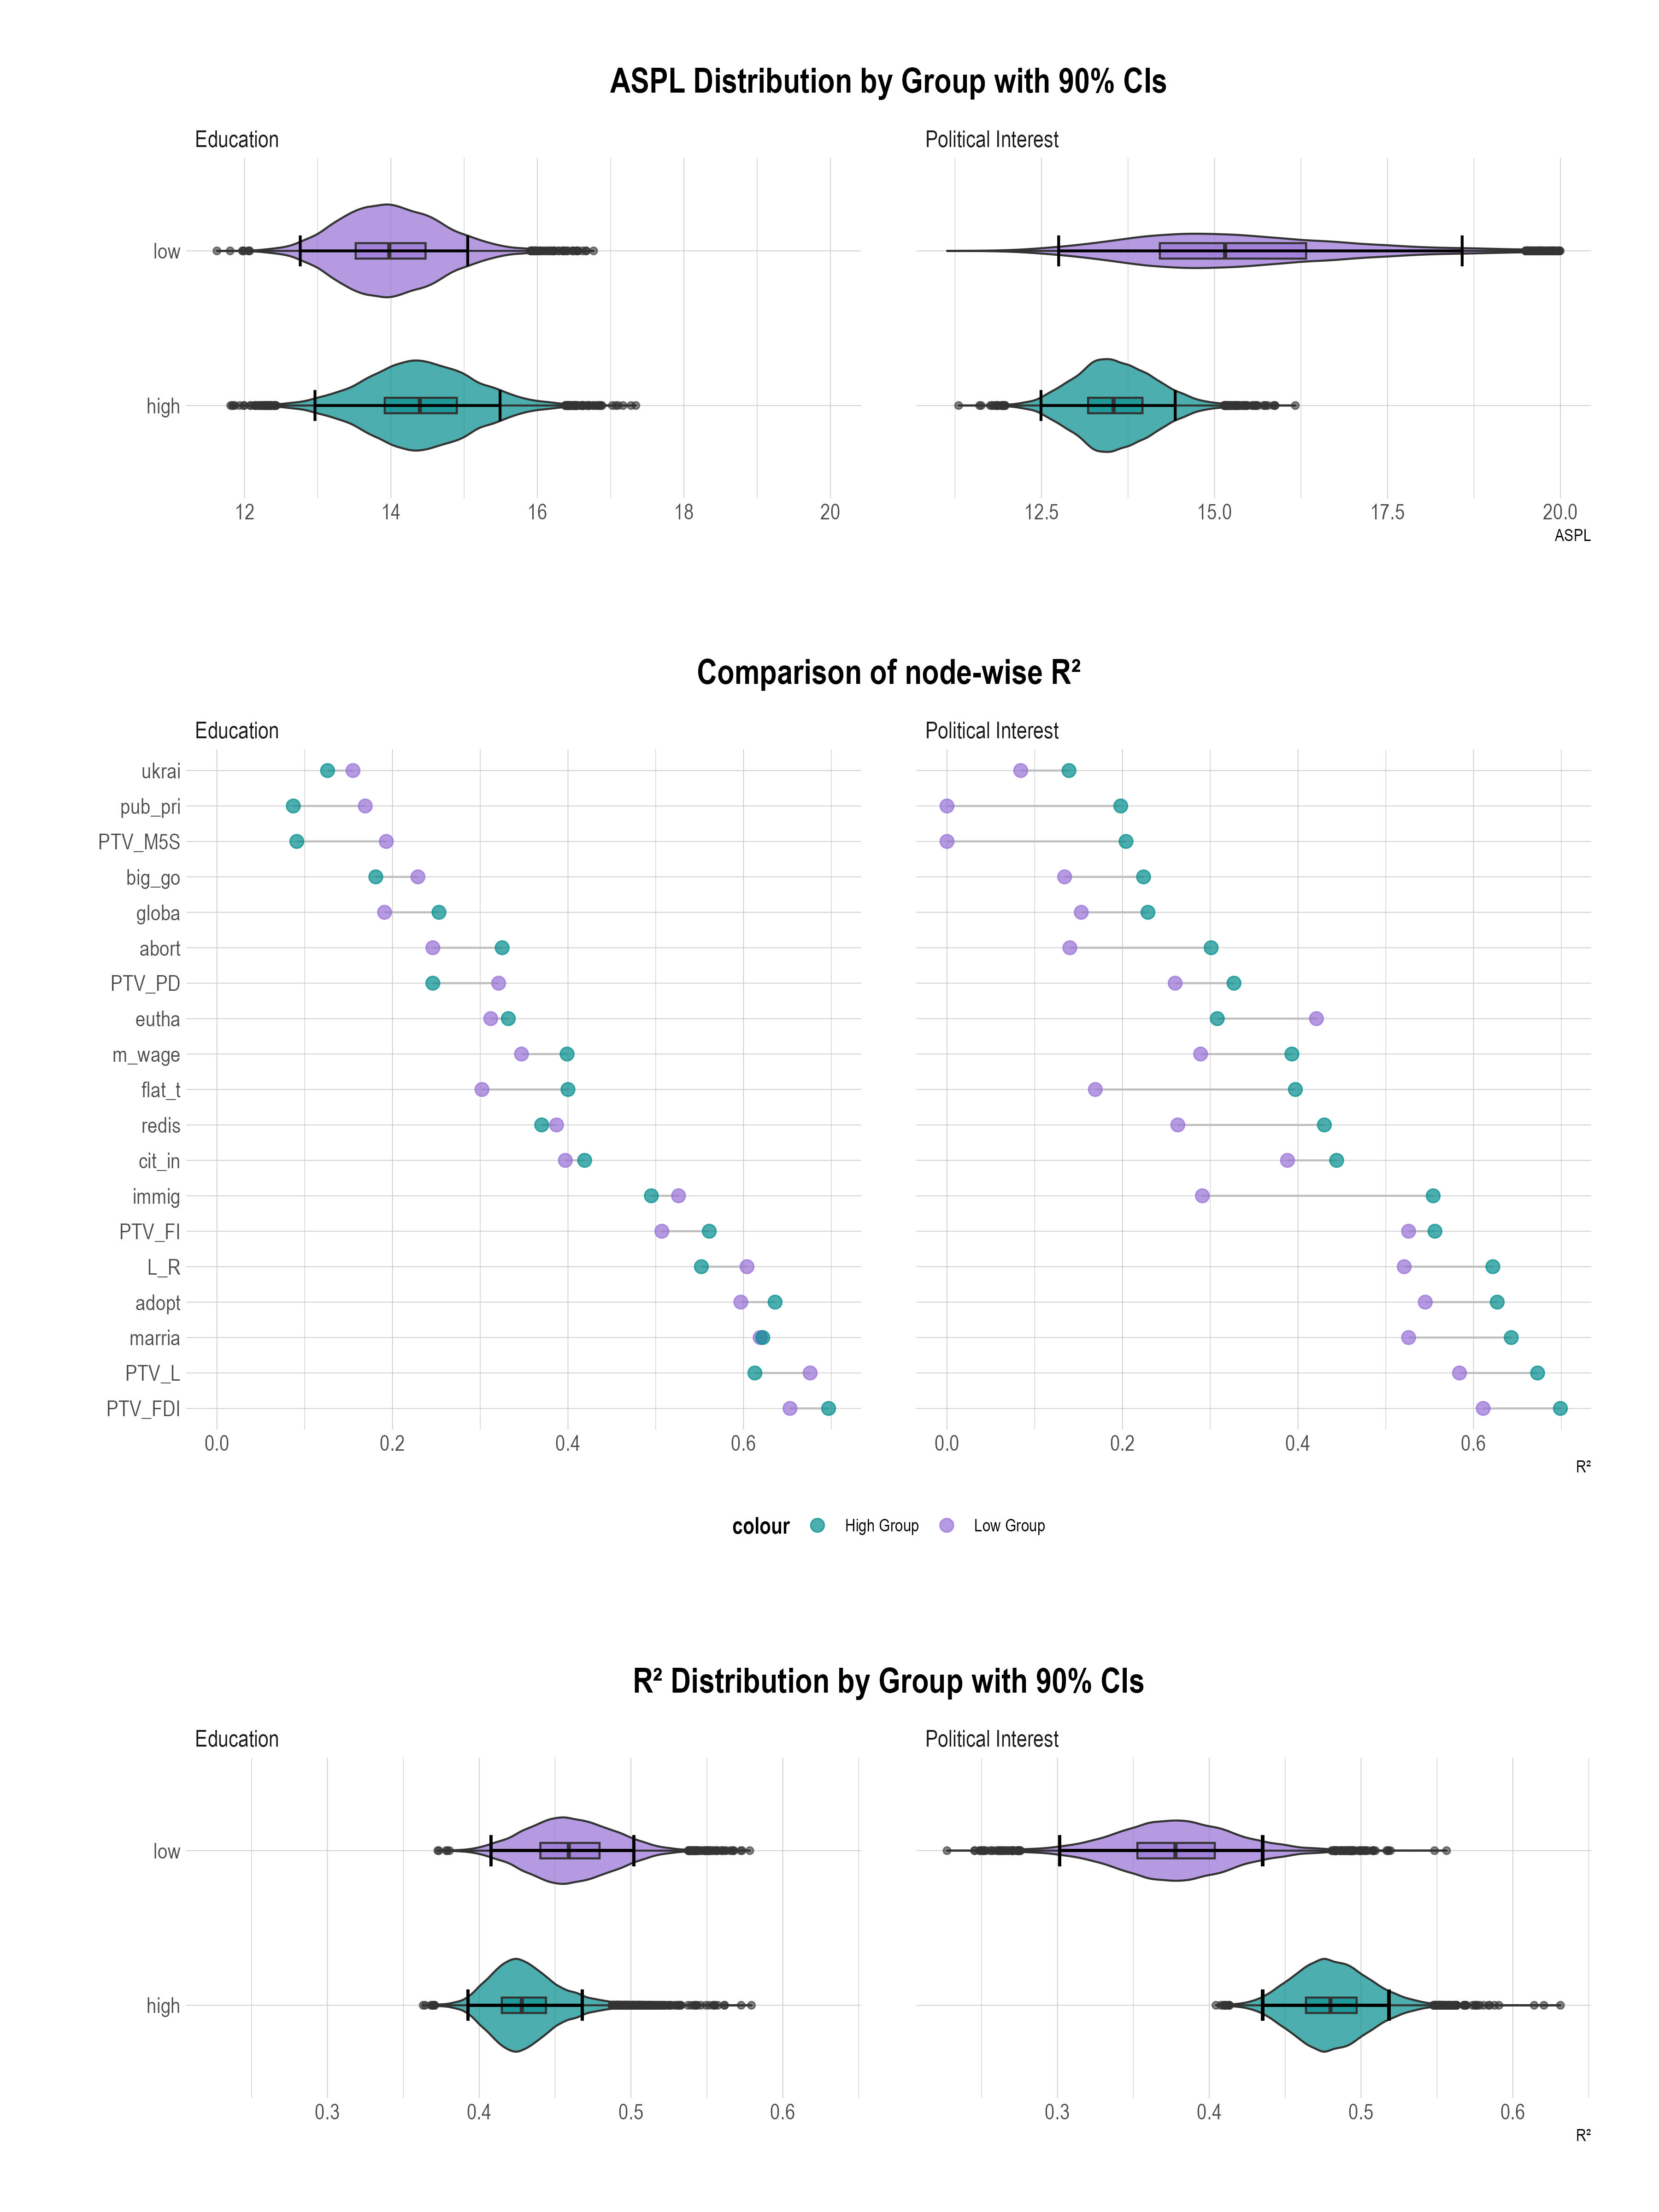 ASPL Distribution by Group with 90% CIs
Education
Political Interest
low
high
12 14 16 18 20
12.5 15.0 17.5 20.0
ASPL
Comparison of node-wise R²
Education
Political Interest
ukrai
pub_pri
PTV_M5S
big_go
globa
abort
PTV_PD
eutha
m_wage
flat_t
redis
cit_in
immig
PTV_FI
L_R
adopt
marria
PTV_L
PTV_FDI
0.0 0.2 0.4 0.6
0.0 0.2 0.4 0.6
R²
colour High Group Low Group
R² Distribution by Group with 90% CIs
Education
Political Interest
low
high
0.3 0.4 0.5 0.6
0.3 0.4 0.5 0.6
R²